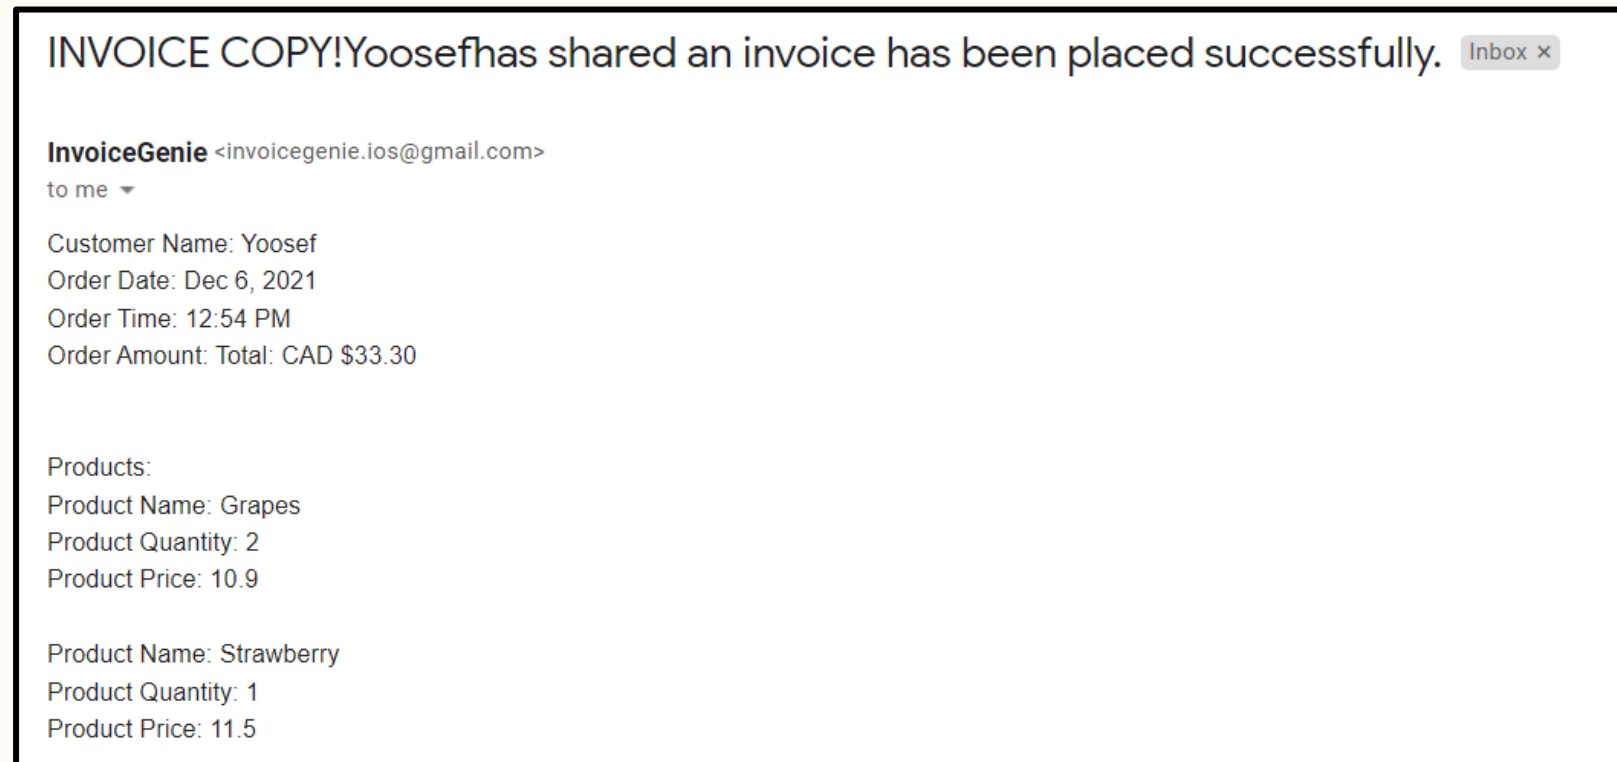 INVOICE COPY!Yoosefhas shared an invoice has been placed successfully. Inbox ×
InvoiceGenie <invoicegenie.ios@gmail.com>
to me
Customer Name: Yoosef
Order Date: Dec 6, 2021
Order Time: 12:54 PM
Order Amount: Total: CAD $33.30
Products:
Product Name: Grapes
Product Quantity: 2
Product Price: 10.9
Product Name: Strawberry
Product Quantity: 1
Product Price: 11.5